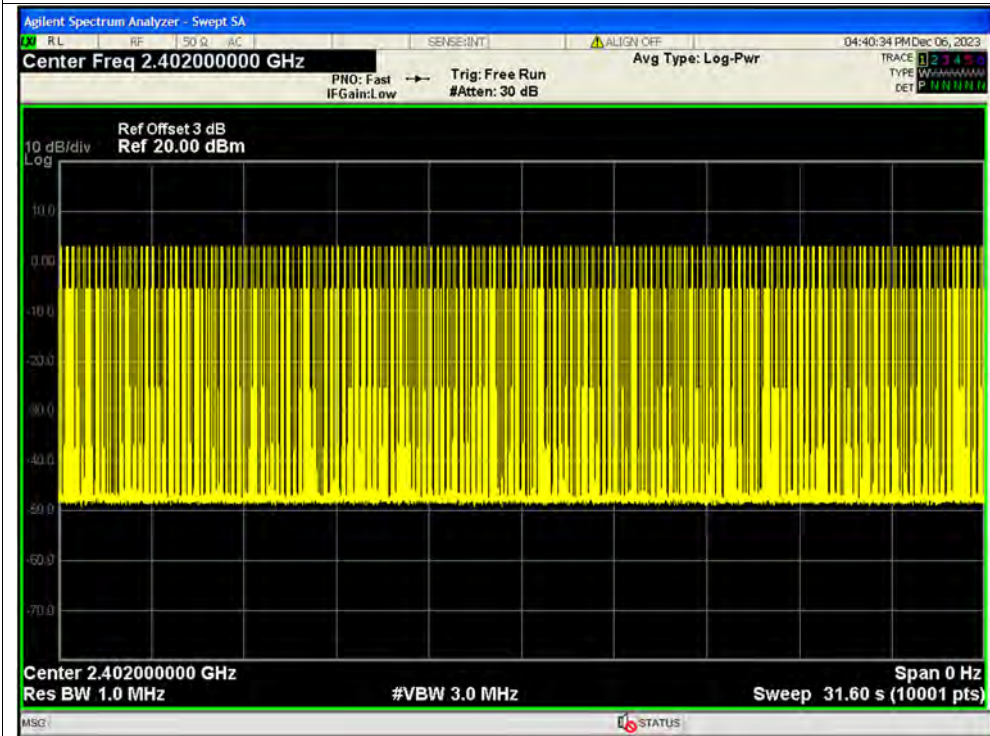 Agilent Spectrum Analyzer - Swept SA
RL RF 50 Ω AC SENSE:INT ALIGN OFF 04:40:34 PM Dec 06, 2023
Center Freq 2.402000000 GHz Avg Type: Log-Pwr TRACE 1 2 3 4 5 6
PNO: Fast Trig: Free Run TYPE
IFGain:Low #Atten: 30 dB DET P N N N N N
Ref Offset 3 dB
10 dB/div Ref 20.00 dBm
Log
10.0
0.00
-10.0
-20.0
-30.0
-40.0
-50.0
-60.0
-70.0
Center 2.402000000 GHz Span 0 Hz
Res BW 1.0 MHz #VBW 3.0 MHz Sweep 31.60 s (10001 pts)
MSG STATUS